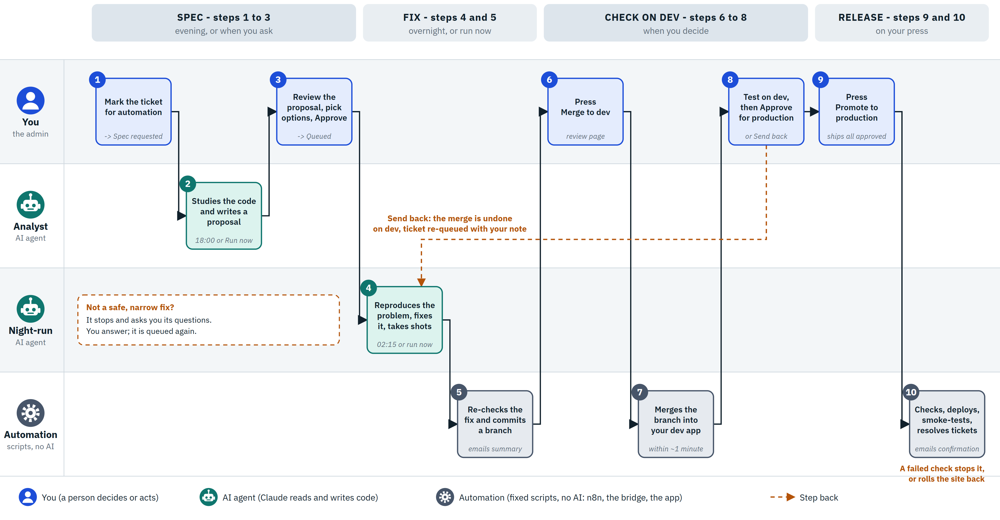 SPEC - steps 1 to 3
evening, or when you ask
FIX - steps 4 and 5
overnight, or run now
CHECK ON DEV - steps 6 to 8
when you decide
RELEASE - steps 9 and 10
on your press
You
the admin
1
Mark the ticket
for automation
-> Spec requested
3
Review the
proposal, pick
options, Approve
-> Queued
6
Press
Merge to dev
review page
8
Test on dev,
then Approve
for production
or Send back
9
Press
Promote to
production
ships all approved
Analyst
AI agent
2
Studies the code
and writes a
proposal
18:00 or Run now
Send back: the merge is undone
on dev, ticket re-queued with your note
Night-run
AI agent
Not a safe, narrow fix?
It stops and asks you its questions.
You answer; it is queued again.
4
Reproduces the
problem, fixes
it, takes shots
02:15 or run now
Automation
scripts, no AI
5
Re-checks the
fix and commits
a branch
emails summary
7
Merges the
branch into
your dev app
within ~1 minute
10
Checks, deploys,
smoke-tests,
resolves tickets
emails confirmation
A failed check stops it,
or rolls the site back
You (a person decides or acts)
AI agent (Claude reads and writes code)
Automation (fixed scripts, no AI: n8n, the bridge, the app)
Step back